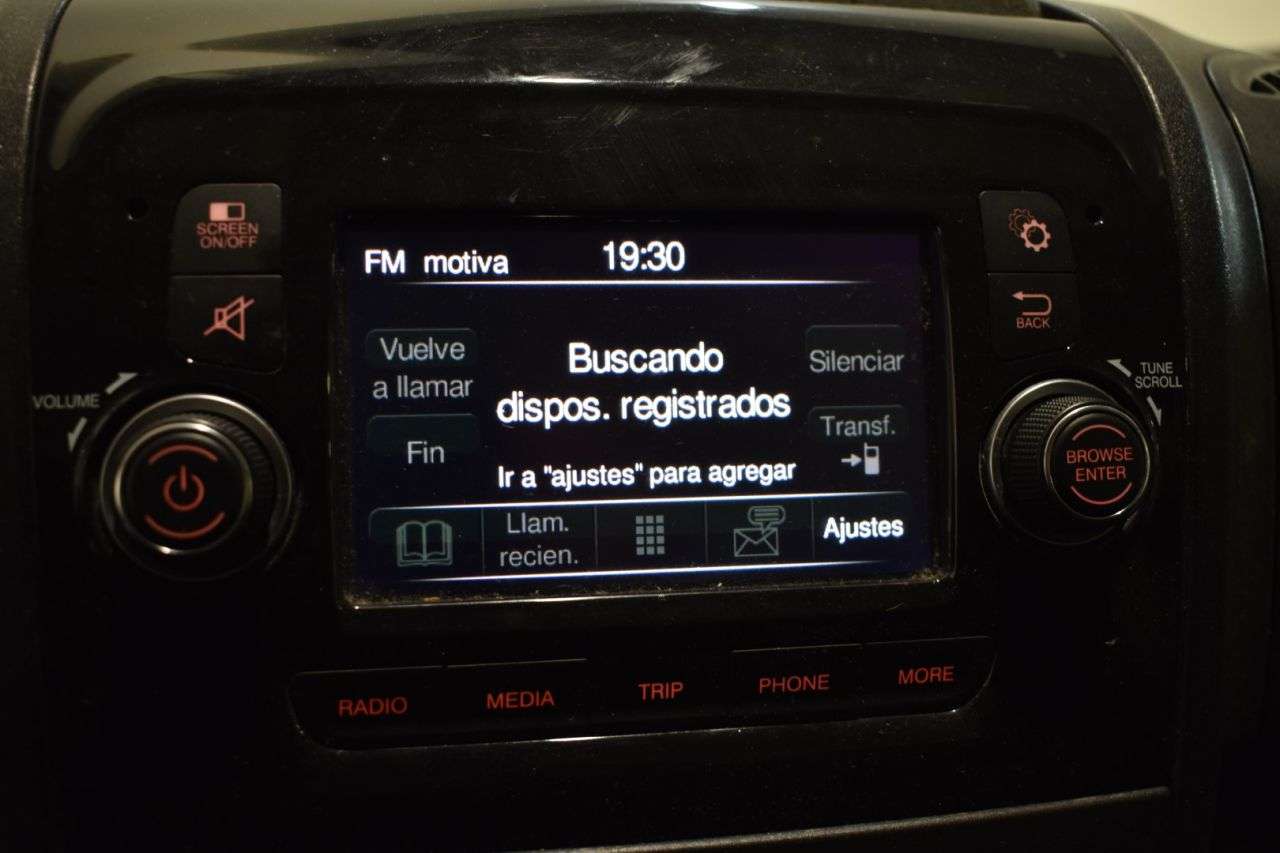 SCREEN
ON/OFF
FM motiva 19:30
BACK
Vuelve
a llamar
Buscando
dispos. registrados
Silenciar
VOLUME
TUNE
SCROLL
Fin
Transf.
Ir a "ajustes" para agregar
BROWSE
ENTER
Llam.
recien.
Ajustes
RADIO MEDIA TRIP PHONE MORE